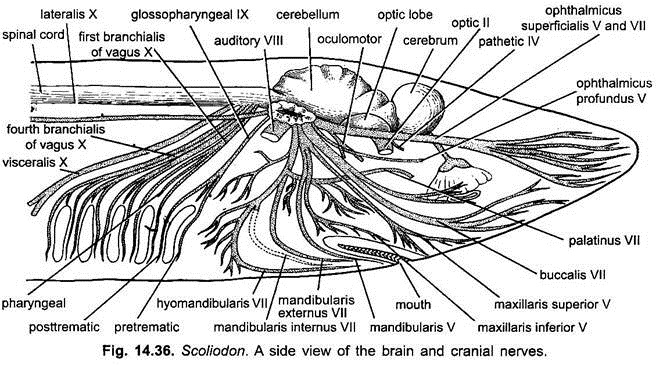 lateralis X
glossopharyngeal IX
cerebellum
optic lobe
optic II
ophthalmicus
superficialis V and VII
spinal cord
first branchialis
of vagus X
auditory VIII
oculomotor
cerebrum
pathetic IV
ophthalmicus
profundus V
fourth branchialis
of vagus X
visceralis X
palatinus VII
buccalis VII
pharyngeal
hyomandibularis VII
mandibularis
externus VII
mouth
maxillaris superior V
posttrematic
pretrematic
mandibularis internus VII
mandibularis V
maxillaris inferior V
Fig. 14.36. Scoliodon. A side view of the brain and cranial nerves.